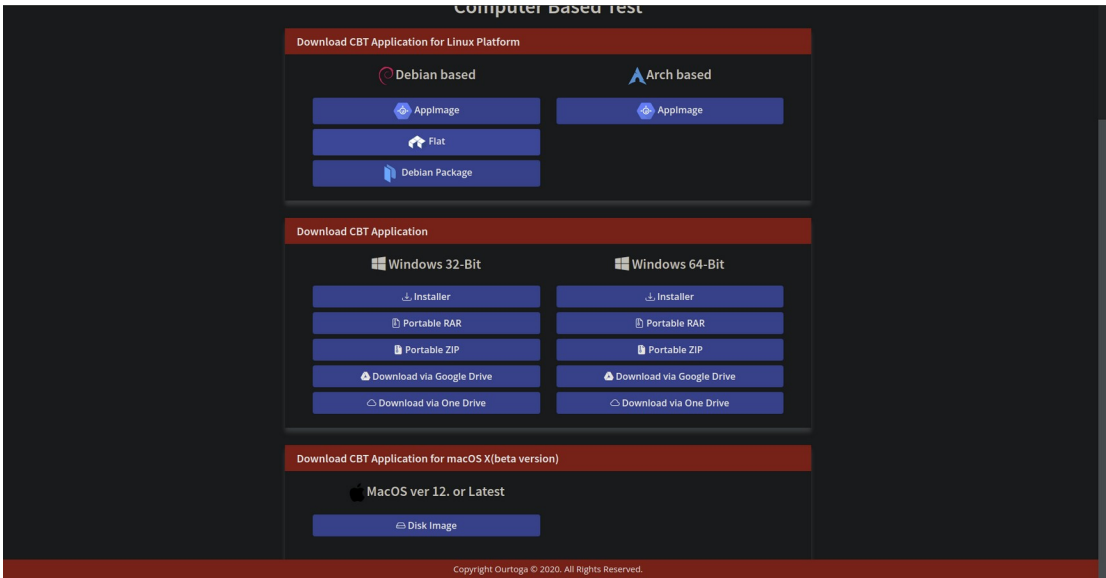 Computer Based Test
Download CBT Application for Linux Platform
Debian based
Arch based
AppImage
AppImage
Flat
Debian Package
Download CBT Application
Windows 32-Bit
Windows 64-Bit
Installer
Installer
Portable RAR
Portable RAR
Portable ZIP
Portable ZIP
Download via Google Drive
Download via Google Drive
Download via One Drive
Download via One Drive
Download CBT Application for macOS X(beta version)
MacOS ver 12. or Latest
Disk Image
Copyright Ourtoga © 2020. All Rights Reserved.